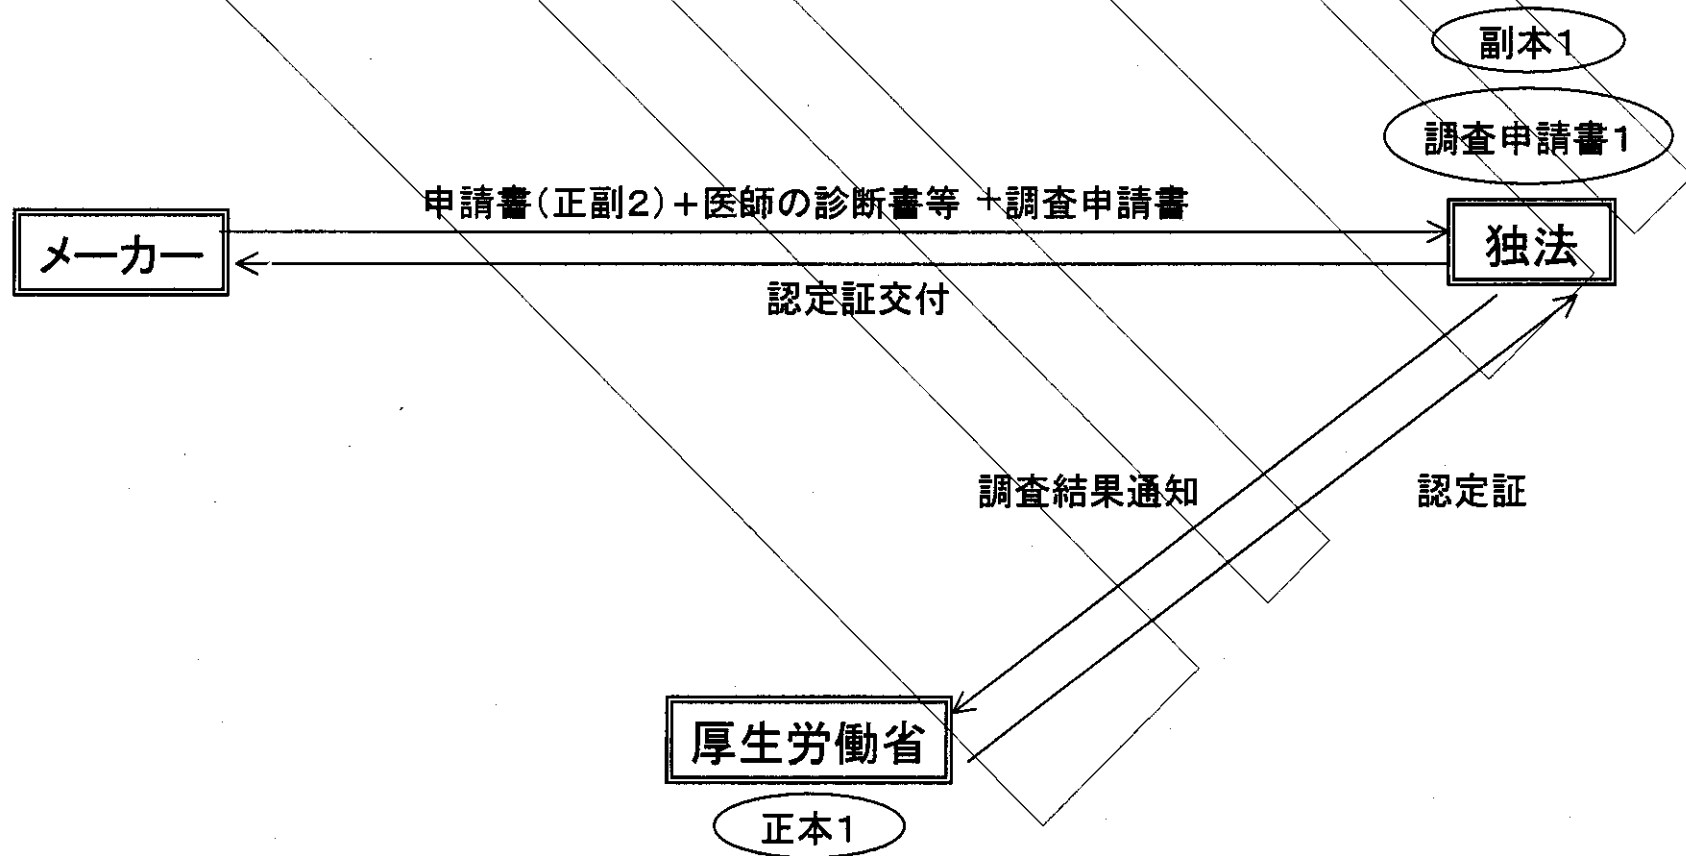 副本1
調査申請書1
申請書(正副2)+医師の診断書等 +調査申請書
メーカー
独法
認定証交付
調査結果通知
認定証
厚生労働省
正本1